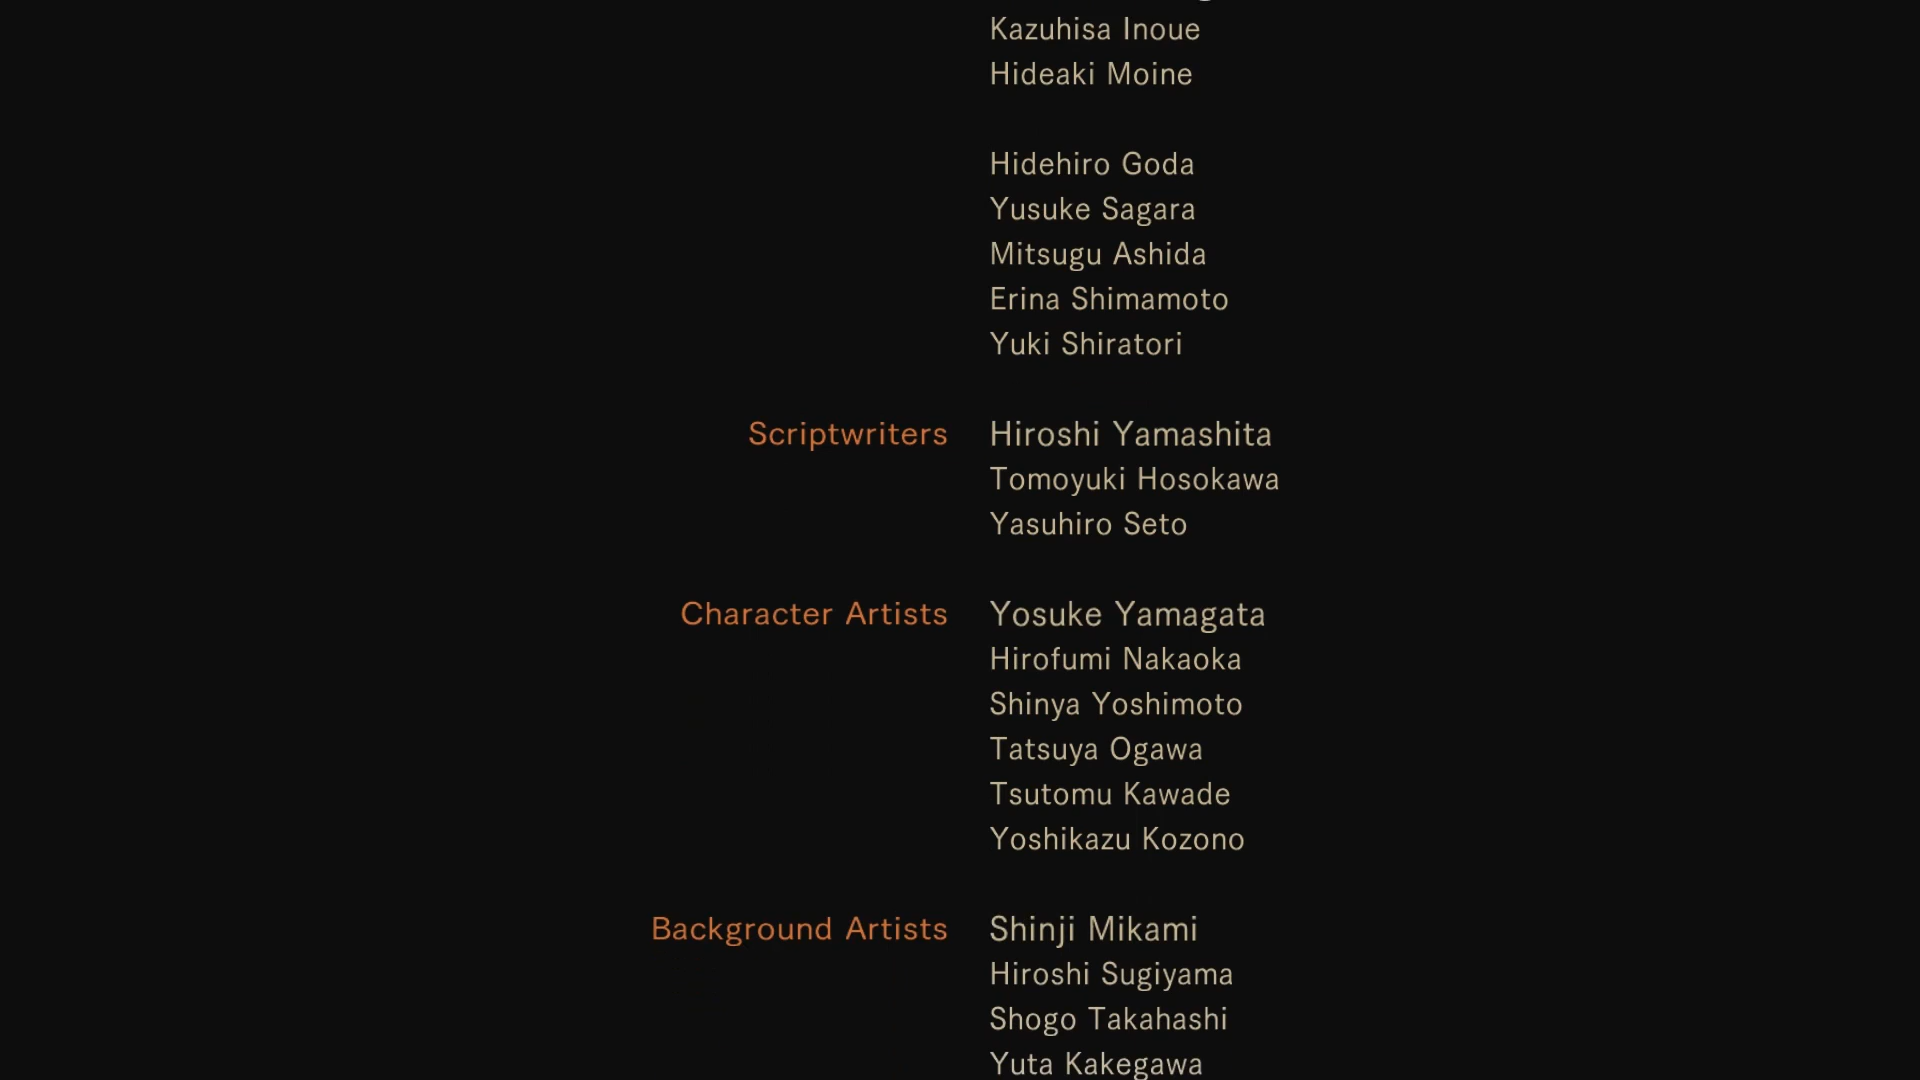 Kazuhisa Inoue
Hideaki Moine
Hidehiro Goda
Yusuke Sagara
Mitsugu Ashida
Erina Shimamoto
Yuki Shiratori
Scriptwriters Hiroshi Yamashita
Tomoyuki Hosokawa
Yasuhiro Seto
Character Artists Yosuke Yamagata
Hirofumi Nakaoka
Shinya Yoshimoto
Tatsuya Ogawa
Tsutomu Kawade
Yoshikazu Kozono
Background Artists Shinji Mikami
Hiroshi Sugiyama
Shogo Takahashi
Yuta Kakegawa